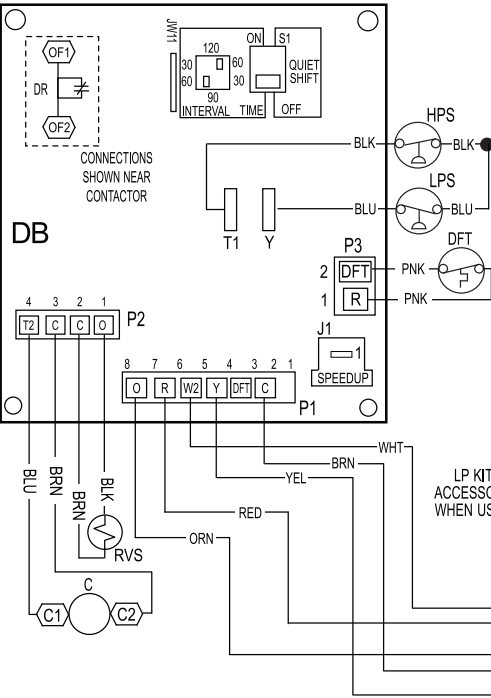 OF1
DR
OF2
CONNECTIONS
SHOWN NEAR
CONTACTOR
JW11
120
30
60
60
30
90
INTERVAL TIME
ON
S1
QUIET
SHIFT
OFF
HPS
BLK
BLK
LPS
BLU
BLU
DB
T1
Y
P3
DFT
2
DFT
PNK
1
R
PNK
4 3 2 1
T2 C C O
P2
J1
1
SPEEDUP
8 7 6 5 4 3 2 1
O R W2 Y DFT C
P1
WHT
BRN
YEL
RED
ORN
BLU
BRN
BRN
BLK
RVS
C
C1
C2
LP KIT
ACCESSO
WHEN US